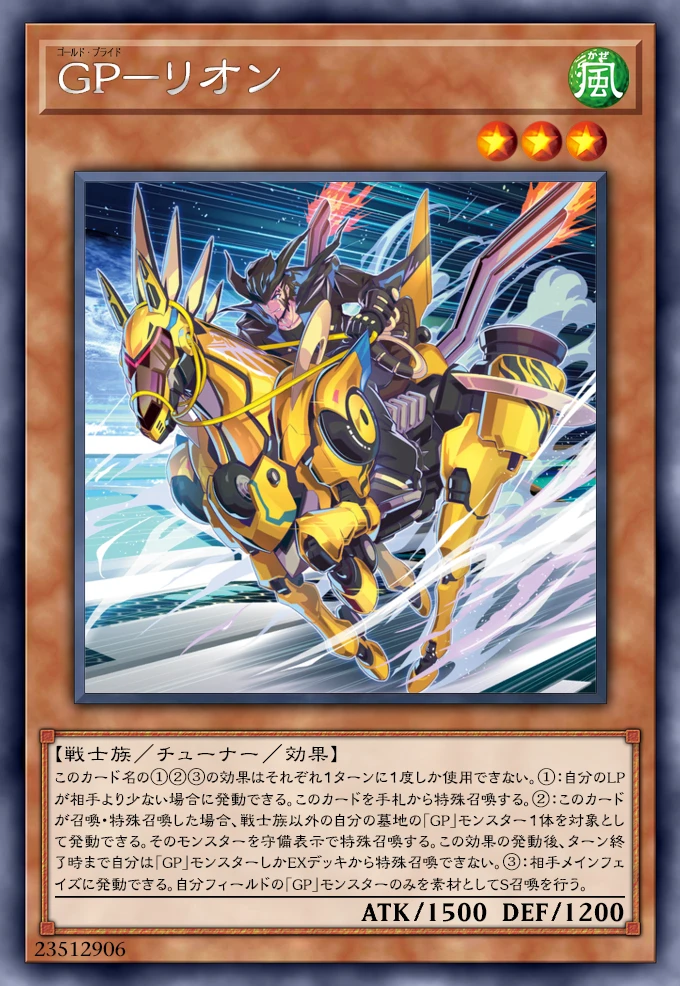 ゴールド・プライド
GP－リオン
かぜ
風
【戦士族／チューナー／効果】
このカード名の①②③の効果はそれぞれ1ターンに1度しか使用できない。①：自分のLP
が相手より少ない場合に発動できる。このカードを手札から特殊召喚する。②：このカード
が召喚・特殊召喚した場合、戦士族以外の自分の墓地の「GP」モンスター1体を対象とし
て発動できる。そのモンスターを守備表示で特殊召喚する。この効果の発動後、ターン終
了時まで自分は「GP」モンスターしかEXデッキから特殊召喚できない。③：相手メインフェ
イズに発動できる。自分フィールドの「GP」モンスターのみを素材としてS召喚を行う。
ATK/1500 DEF/1200
23512906